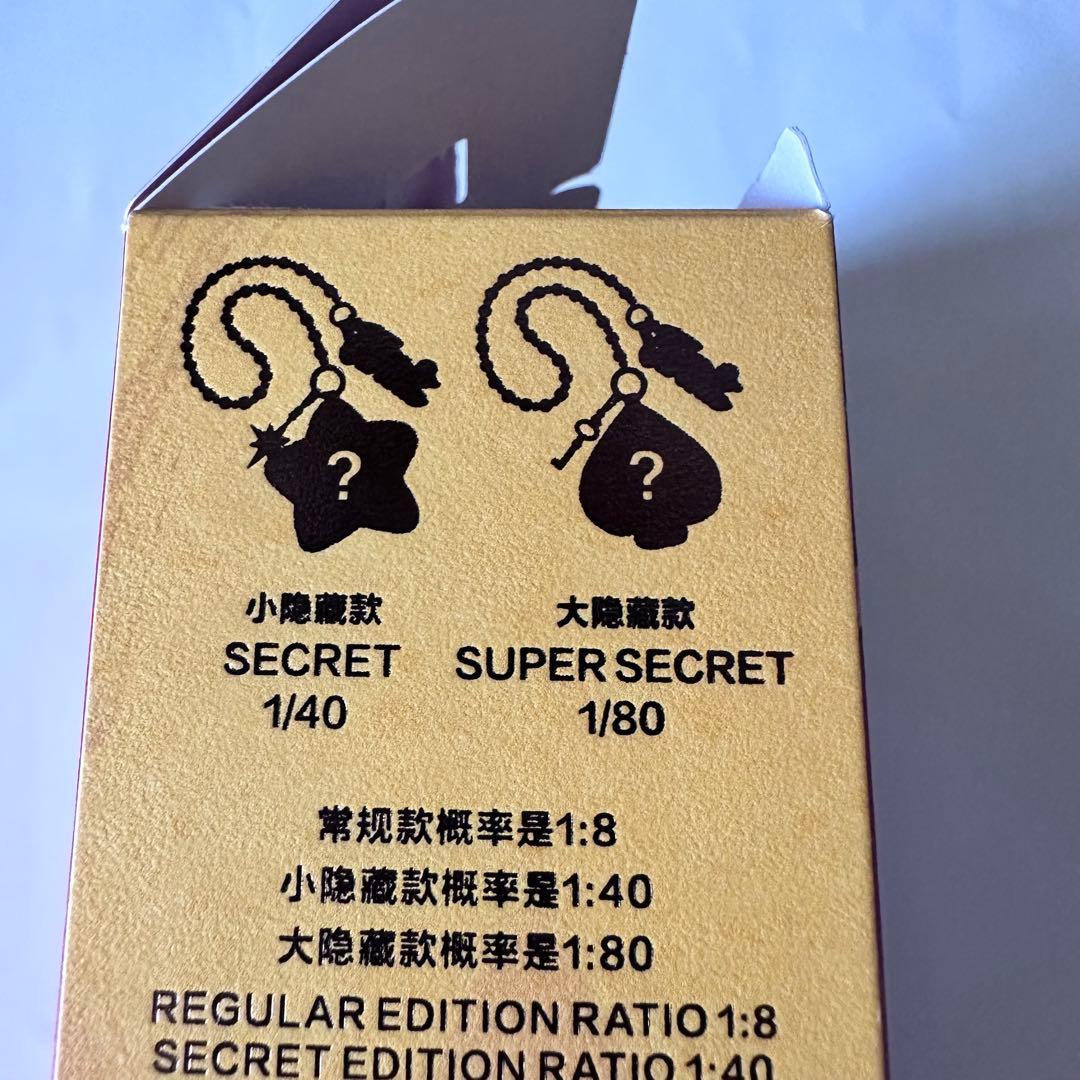 ?
?
小隐藏款
SECRET
1/40
大隐藏款
SUPER SECRET
1/80
常规款概率是1:8
小隐藏款概率是1:40
大隐藏款概率是1:80
REGULAR EDITION RATIO 1:8
SECRET EDITION RATIO 1:40